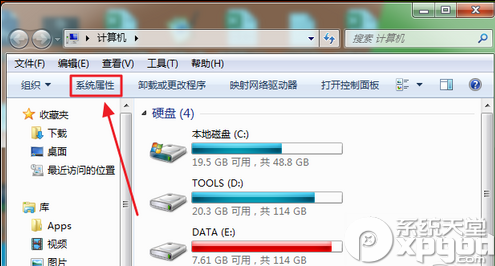 计算机
搜索 计算机
文件(F) 编辑(E) 查看(V) 工具(T) 帮助(H)
组织 系统属性 卸载或更改程序 映射网络驱动器 打开控制面板
收藏夹
下载
桌面
最近访问的位置
库
Apps
视频
图片
硬盘 (4)
本地磁盘 (C:)
19.5 GB 可用，共 48.8 GB
TOOLS (D:)
20.3 GB 可用，共 114 GB
DATA (E:)
7.61 GB 可用，共 114 GB
系统天堂